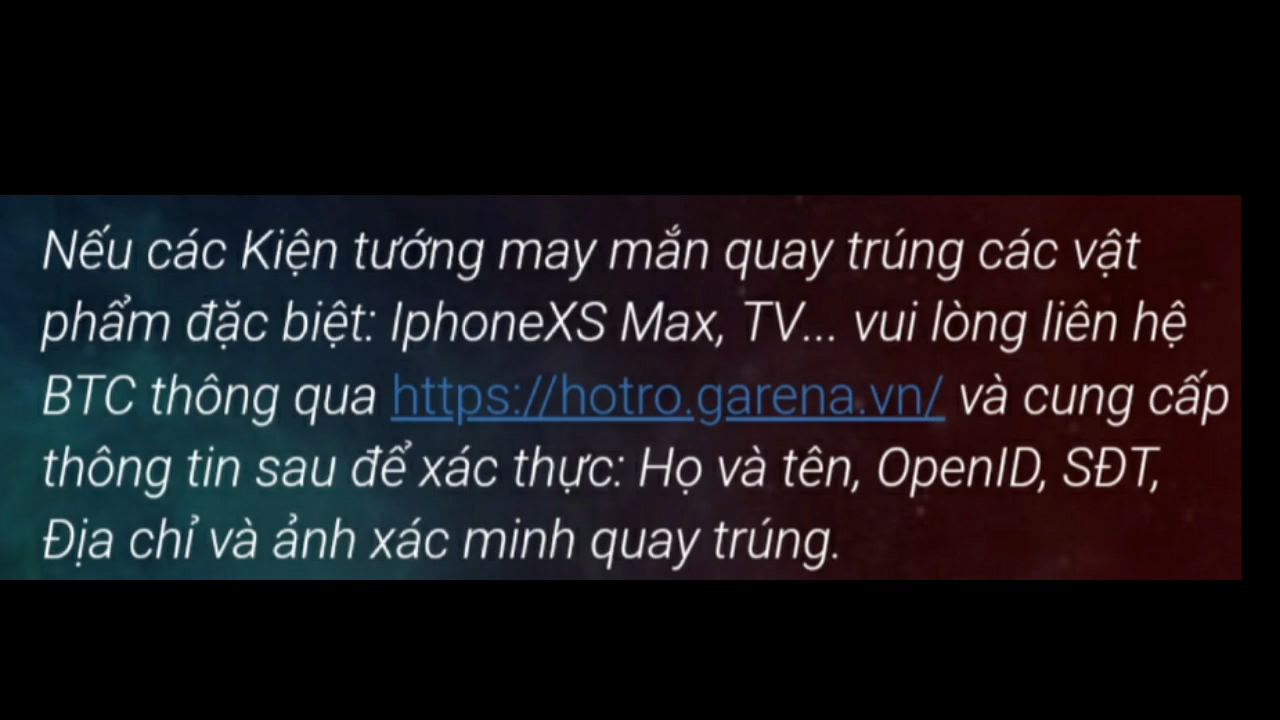 Nếu các Kiện tướng may mắn quay trúng các vật
phẩm đặc biệt: IphoneXS Max, TV... vui lòng liên hệ
BTC thông qua https://hotro.garena.vn/ và cung cấp
thông tin sau để xác thực: Họ và tên, OpenID, SĐT,
Địa chỉ và ảnh xác minh quay trúng.